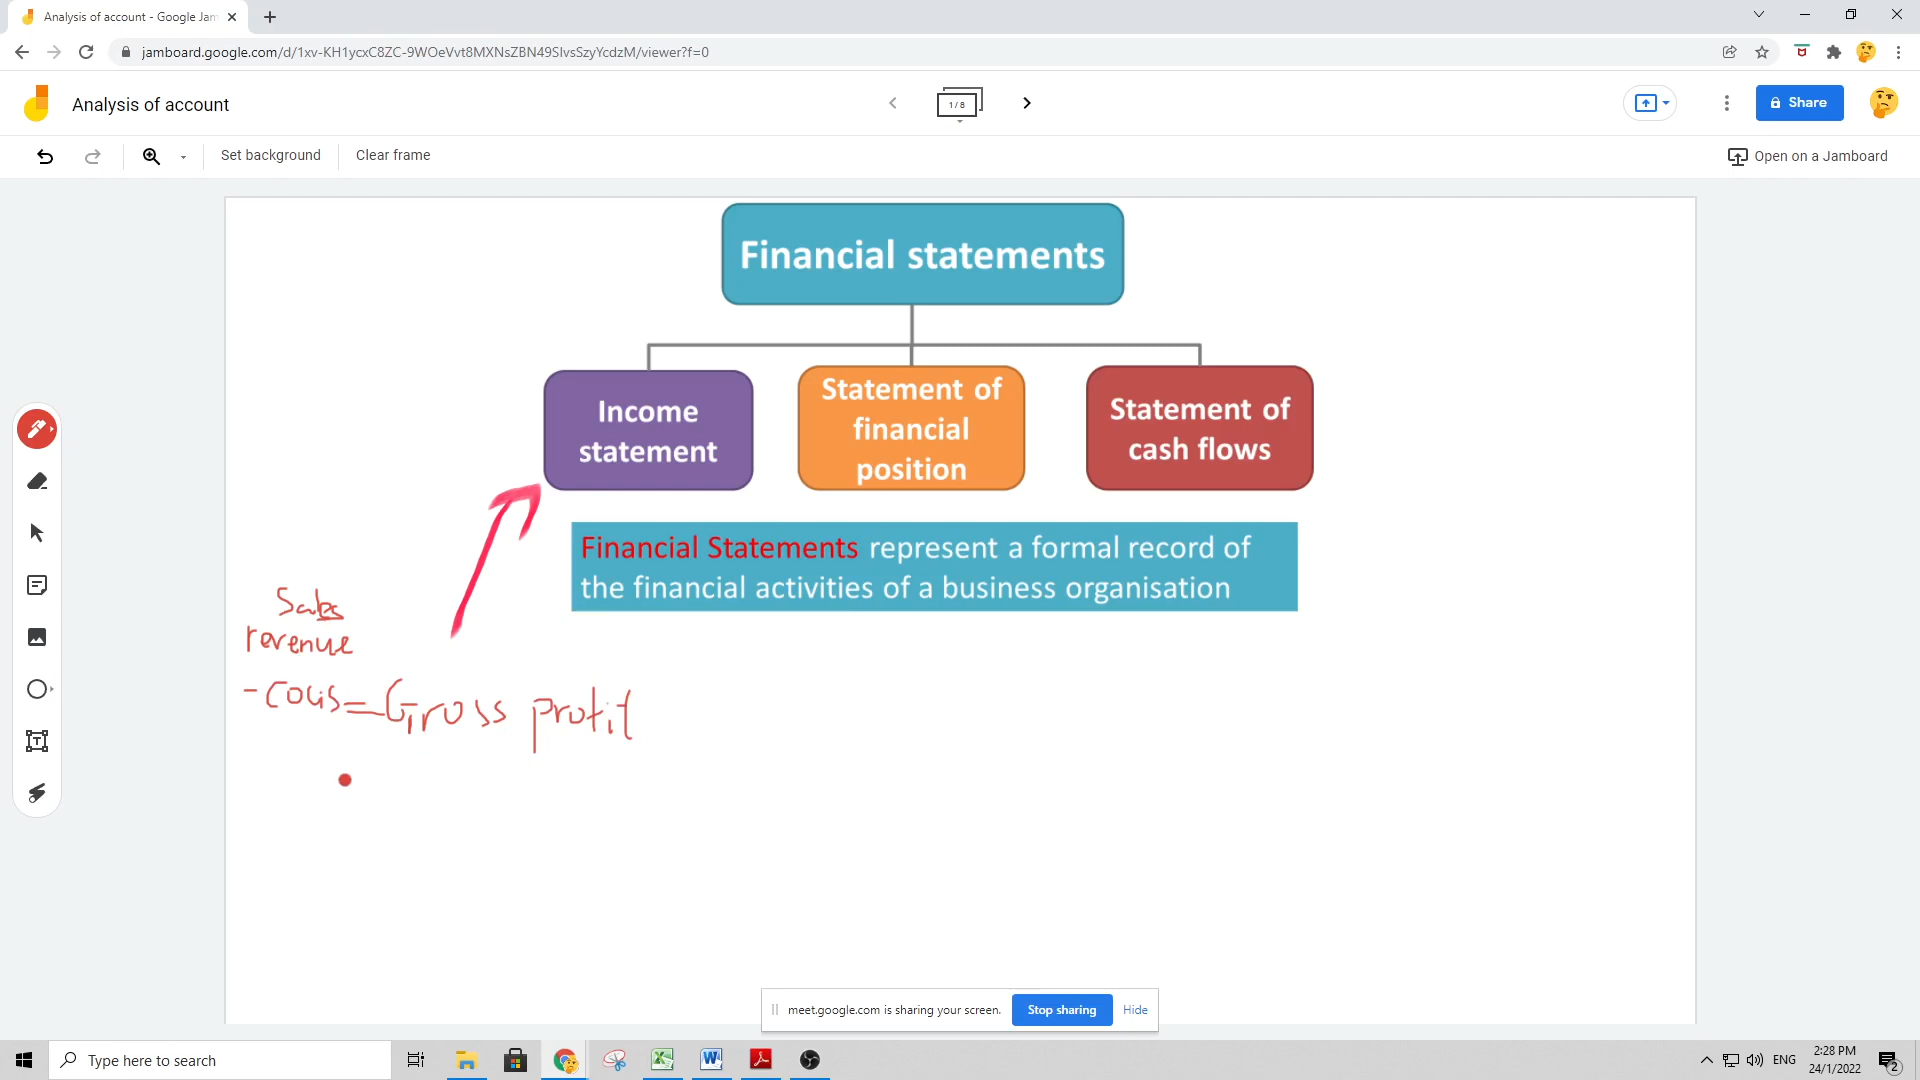 Analysis of account - Google Jam
jamboard.google.com/d/1xv-KH1ycxC8ZC-9WOeVvt8MXNsZBN49SlvsSzyYcdzM/viewer?f=0
Analysis of account
1 / 8
Share
Set background
Clear frame
Open on a Jamboard
Financial statements
Income
statement
Statement of
financial
position
Statement of
cash flows
Financial Statements represent a formal record of
the financial activities of a business organisation
Sales
revenue
- COGS = Gross profit
meet.google.com is sharing your screen.
Stop sharing
Hide
Type here to search
ENG
2:28 PM
24/1/2022
2